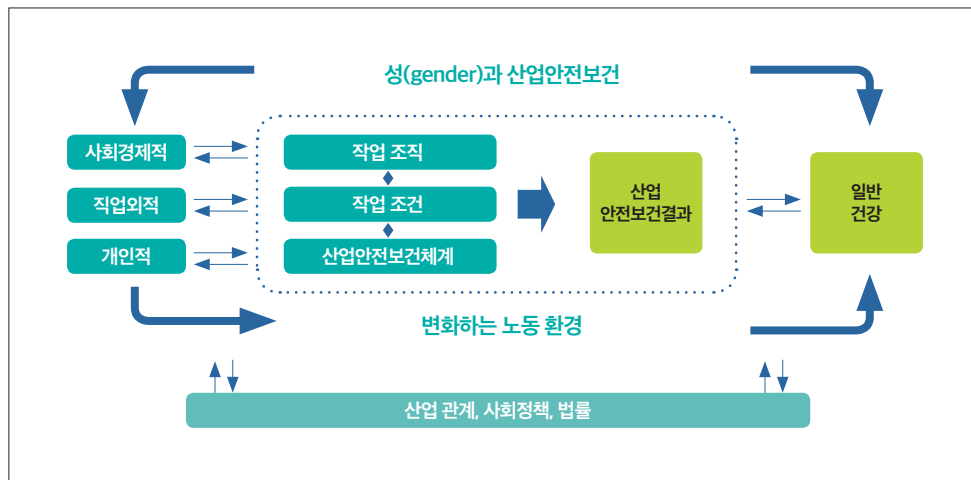 성(gender)과 산업안전보건
사회경제적
직업외적
개인적
작업 조직
작업 조건
산업안전보건체계
산업
안전보건결과
일반
건강
변화하는 노동 환경
산업 관계, 사회정책, 법률